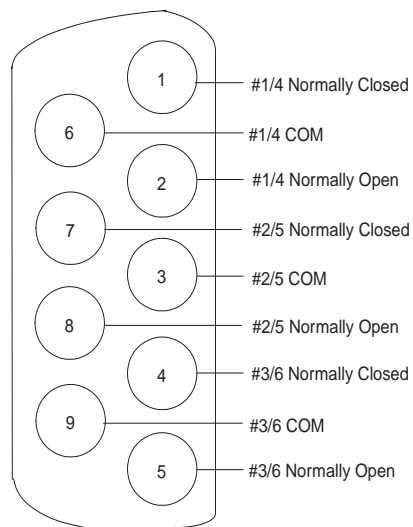 1 #1/4 Normally Closed
6 #1/4 COM
2 #1/4 Normally Open
7 #2/5 Normally Closed
3 #2/5 COM
8 #2/5 Normally Open
4 #3/6 Normally Closed
9 #3/6 COM
5 #3/6 Normally Open